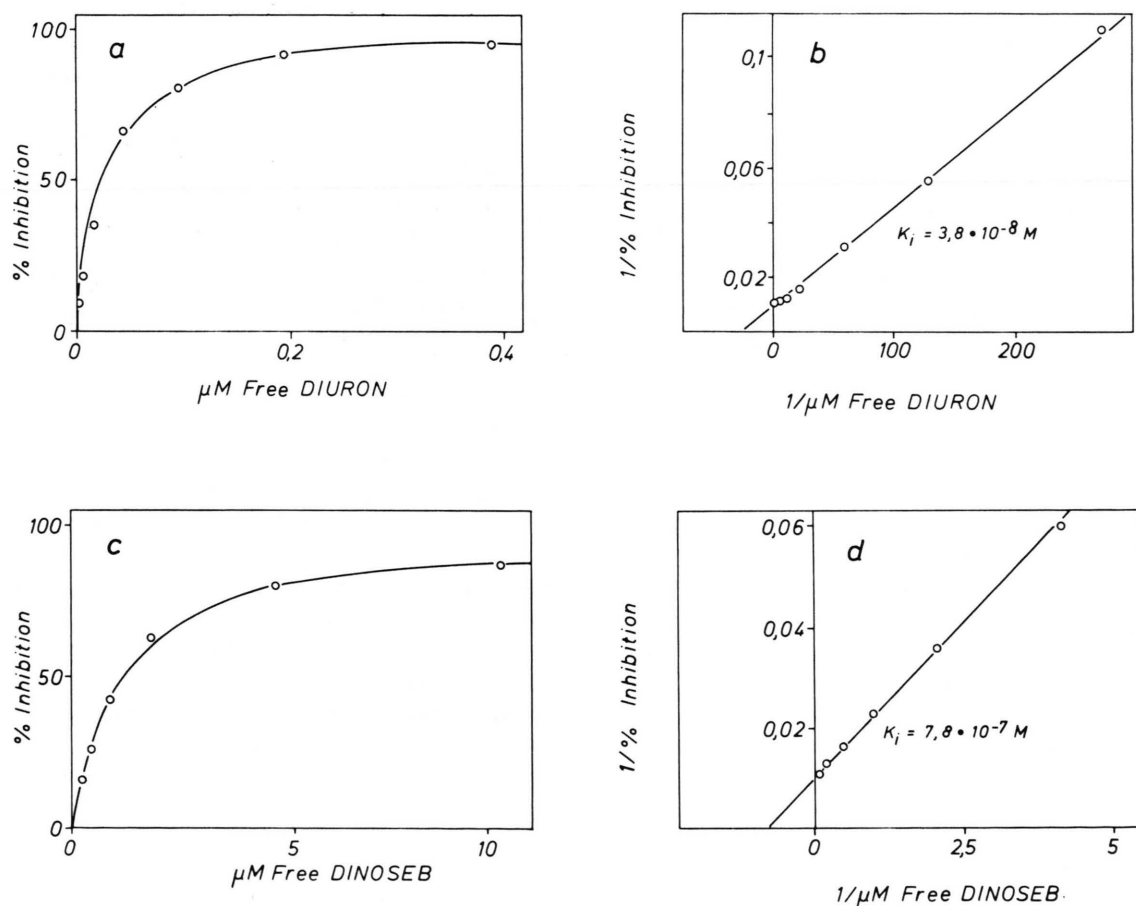 a
100
50
0
% Inhibition
0
0,2
0,4
µM Free DIURON
b
0,1
0,06
0,02
1/% Inhibition
Ki = 3,8 • 10-8 M
0
100
200
1/µM Free DIURON
c
100
50
0
% Inhibition
0
5
10
µM Free DINOSEB
d
0,06
0,04
0,02
1/% Inhibition
Ki = 7,8 • 10-7 M
0
2,5
5
1/µM Free DINOSEB.